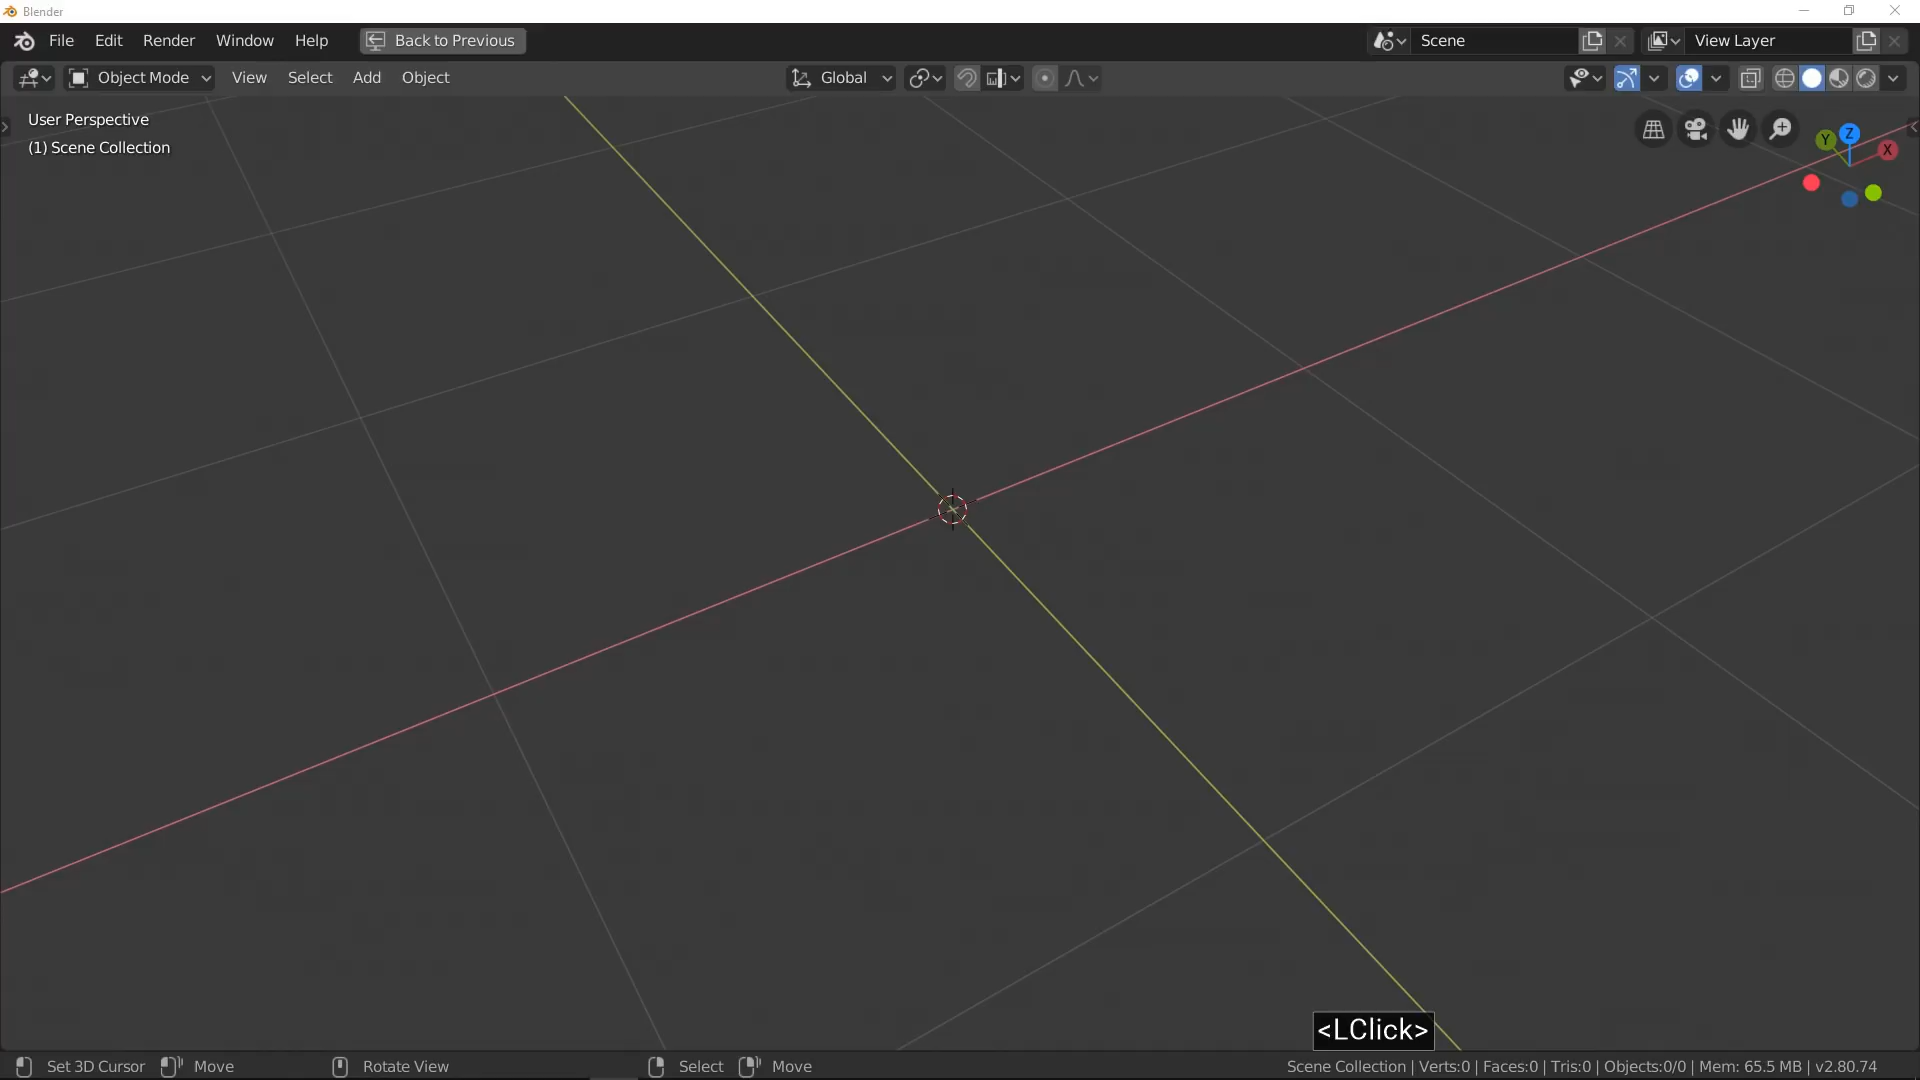 Blender
File Edit Render Window Help Back to Previous Scene View Layer
Object Mode View Select Add Object Global
User Perspective
(1) Scene Collection
Y Z X
<LClick>
Set 3D Cursor Move Rotate View Select Move Scene Collection | Verts:0 | Faces:0 | Tris:0 | Objects:0/0 | Mem: 65.5 MB | v2.80.74